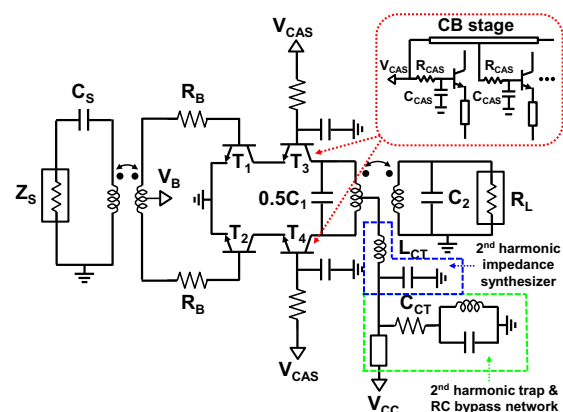 V_CAS
CB stage
V_CAS
R_CAS
C_CAS
R_CAS
C_CAS
C_S
R_B
Z_S
V_B
T_1
T_3
0.5C_1
C_2
R_L
T_2
T_4
R_B
L_CT
2nd harmonic
impedance
synthesizer
C_CT
V_CAS
V_CC
2nd harmonic trap &
RC bypass network